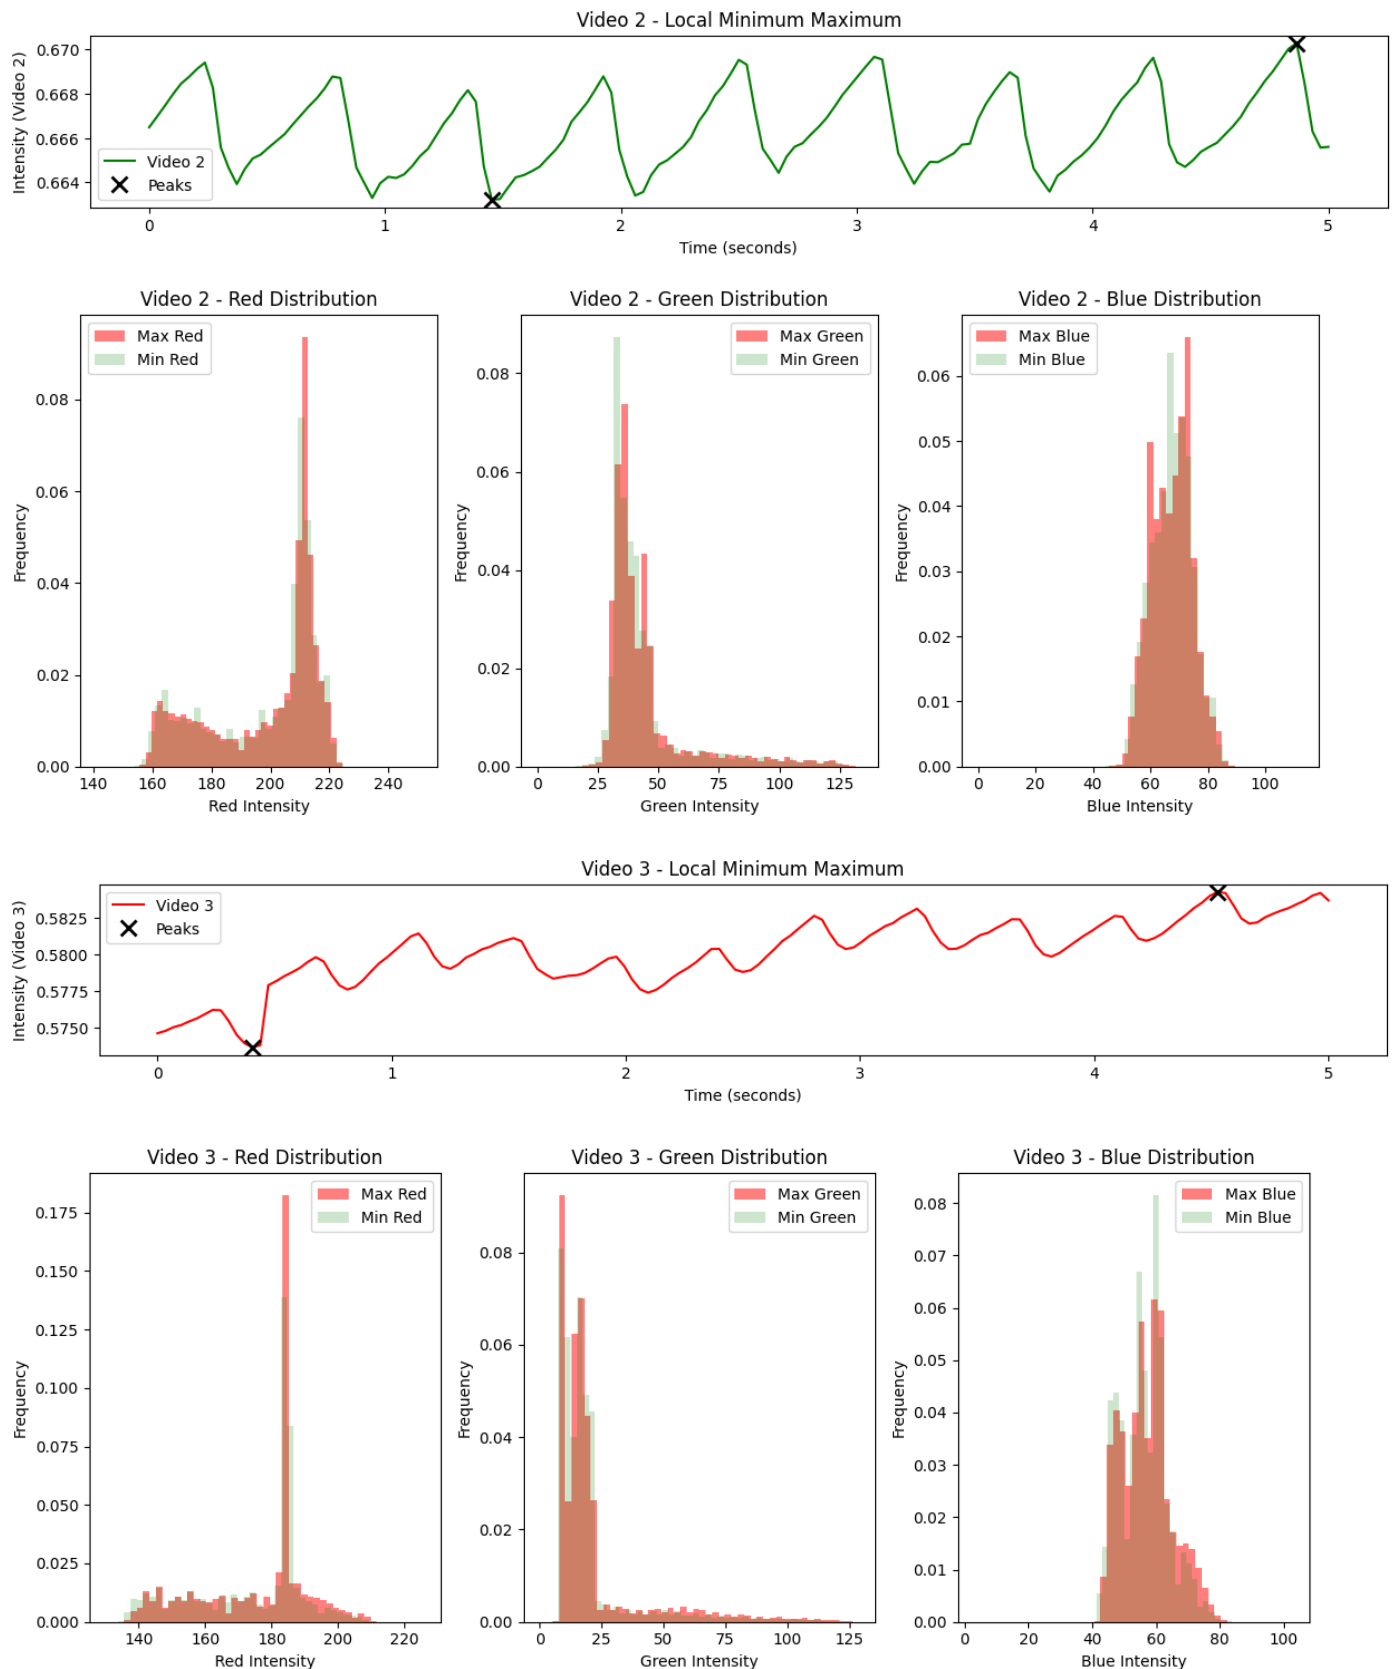 Video 2 - Local Minimum Maximum
Intensity (Video 2)
0.670
0.668
0.666
0.664
Video 2
Peaks
0 1 2 3 4 5
Time (seconds)
Video 2 - Red Distribution
Max Red
Min Red
Frequency
0.08
0.06
0.04
0.02
0.00
140 160 180 200 220 240
Red Intensity
Video 2 - Green Distribution
Max Green
Min Green
Frequency
0.08
0.06
0.04
0.02
0.00
0 25 50 75 100 125
Green Intensity
Video 2 - Blue Distribution
Max Blue
Min Blue
Frequency
0.06
0.05
0.04
0.03
0.02
0.01
0.00
0 20 40 60 80 100
Blue Intensity
Video 3 - Local Minimum Maximum
Intensity (Video 3)
0.5825
0.5800
0.5775
0.5750
Video 3
Peaks
0 1 2 3 4 5
Time (seconds)
Video 3 - Red Distribution
Max Red
Min Red
Frequency
0.175
0.150
0.125
0.100
0.075
0.050
0.025
0.000
140 160 180 200 220
Red Intensity
Video 3 - Green Distribution
Max Green
Min Green
Frequency
0.08
0.06
0.04
0.02
0.00
0 25 50 75 100 125
Green Intensity
Video 3 - Blue Distribution
Max Blue
Min Blue
Frequency
0.08
0.07
0.06
0.05
0.04
0.03
0.02
0.01
0.00
0 20 40 60 80 100
Blue Intensity